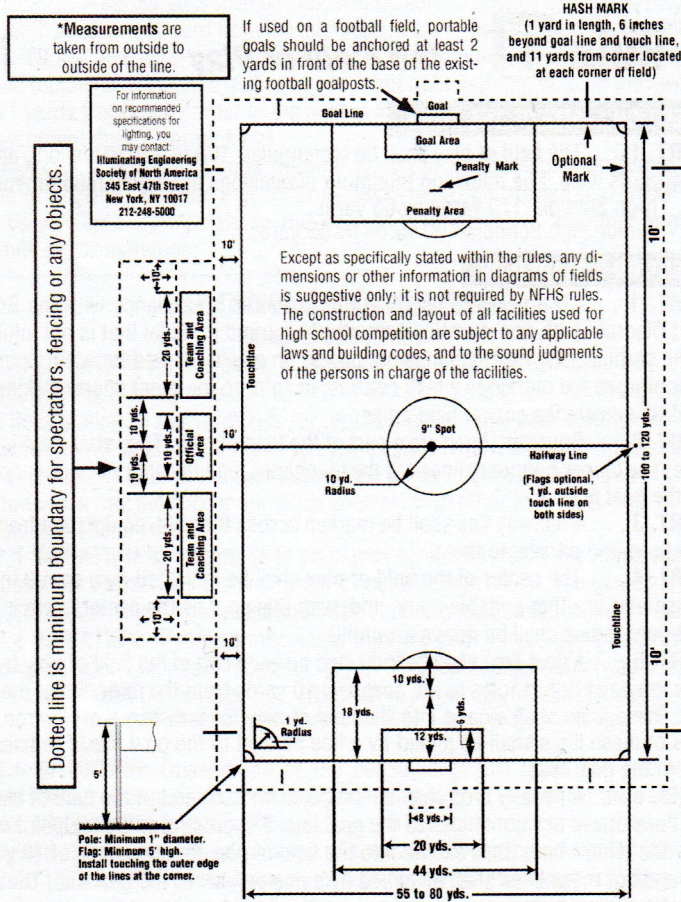 *Measurements are
taken from outside to
outside of the line.
If used on a football field, portable
goals should be anchored at least 2
yards in front of the base of the exist-
ing football goalposts.
HASH MARK
(1 yard in length, 6 inches
beyond goal line and touch line,
and 11 yards from corner located
at each corner of field)
For information
on recommended
specifications for
lighting, you
may contact:
Illuminating Engineering
Society of North America
345 East 47th Street
New York, NY 10017
212-248-5000
Goal Line
Goal
Goal Area
Penalty Mark
Penalty Area
Optional
Mark
10'
Except as specifically stated within the rules, any di-
mensions or other information in diagrams of fields
is suggestive only; it is not required by NFHS rules.
The construction and layout of all facilities used for
high school competition are subject to any applicable
laws and building codes, and to the sound judgments
of the persons in charge of the facilities.
Dotted line is minimum boundary for spectators, fencing or any objects.
10'
10'
20 yds.
Team and
Coaching Area
Touchline
10 yds.
10 yds.
10 yds.
Official
Area
10'
9" Spot
10 yd.
Radius
Halfway Line
(Flags optional,
1 yd. outside
touch line on
both sides)
100 to 120 yds.
20 yds.
Team and
Coaching Area
10'
10'
Touchline
10'
1 yd.
Radius
10 yds.
18 yds.
12 yds.
6 yds.
5'
Pole: Minimum 1" diameter.
Flag: Minimum 5' high.
Install touching the outer edge
of the lines at the corner.
8 yds.
20 yds.
44 yds.
55 to 80 yds.